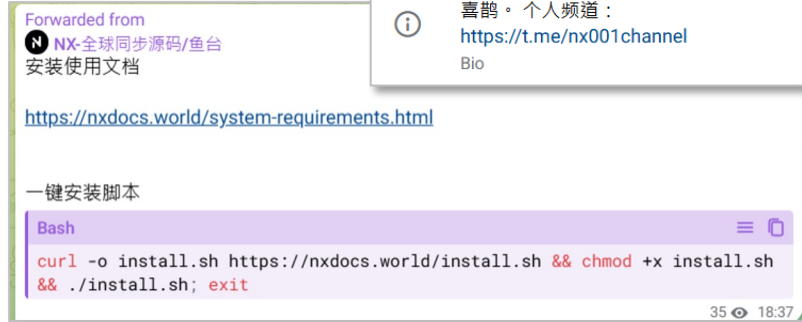 Forwarded from
NX-全球同步源码/鱼台
安装使用文档
https://nxdocs.world/system-requirements.html
一键安装脚本
Bash
curl -o install.sh https://nxdocs.world/install.sh && chmod +x install.sh
&& ./install.sh; exit
35 18:37
喜鹊。 个人频道：
https://t.me/nx001channel
Bio